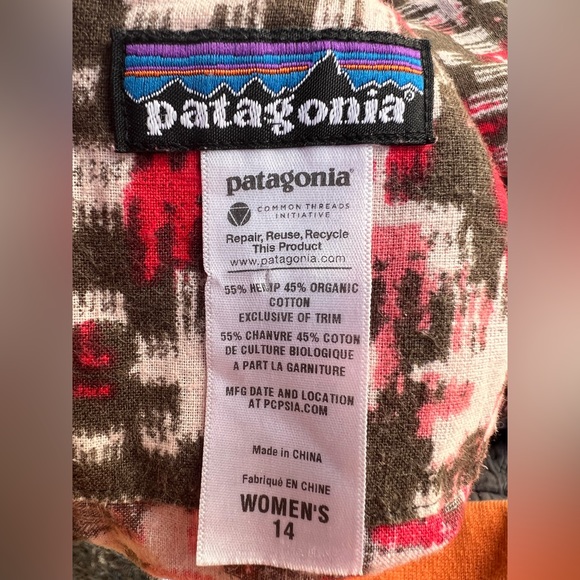 patagonia®
patagonia®
COMMON THREADS
INITIATIVE
Repair, Reuse, Recycle
This Product
www.patagonia.com
55% HEMP 45% ORGANIC
COTTON
EXCLUSIVE OF TRIM
55% CHANVRE 45% COTON
DE CULTURE BIOLOGIQUE
A PART LA GARNITURE
MFG DATE AND LOCATION
AT PCPSIA.COM
Made in CHINA
Fabriqué EN CHINE
WOMEN'S
14